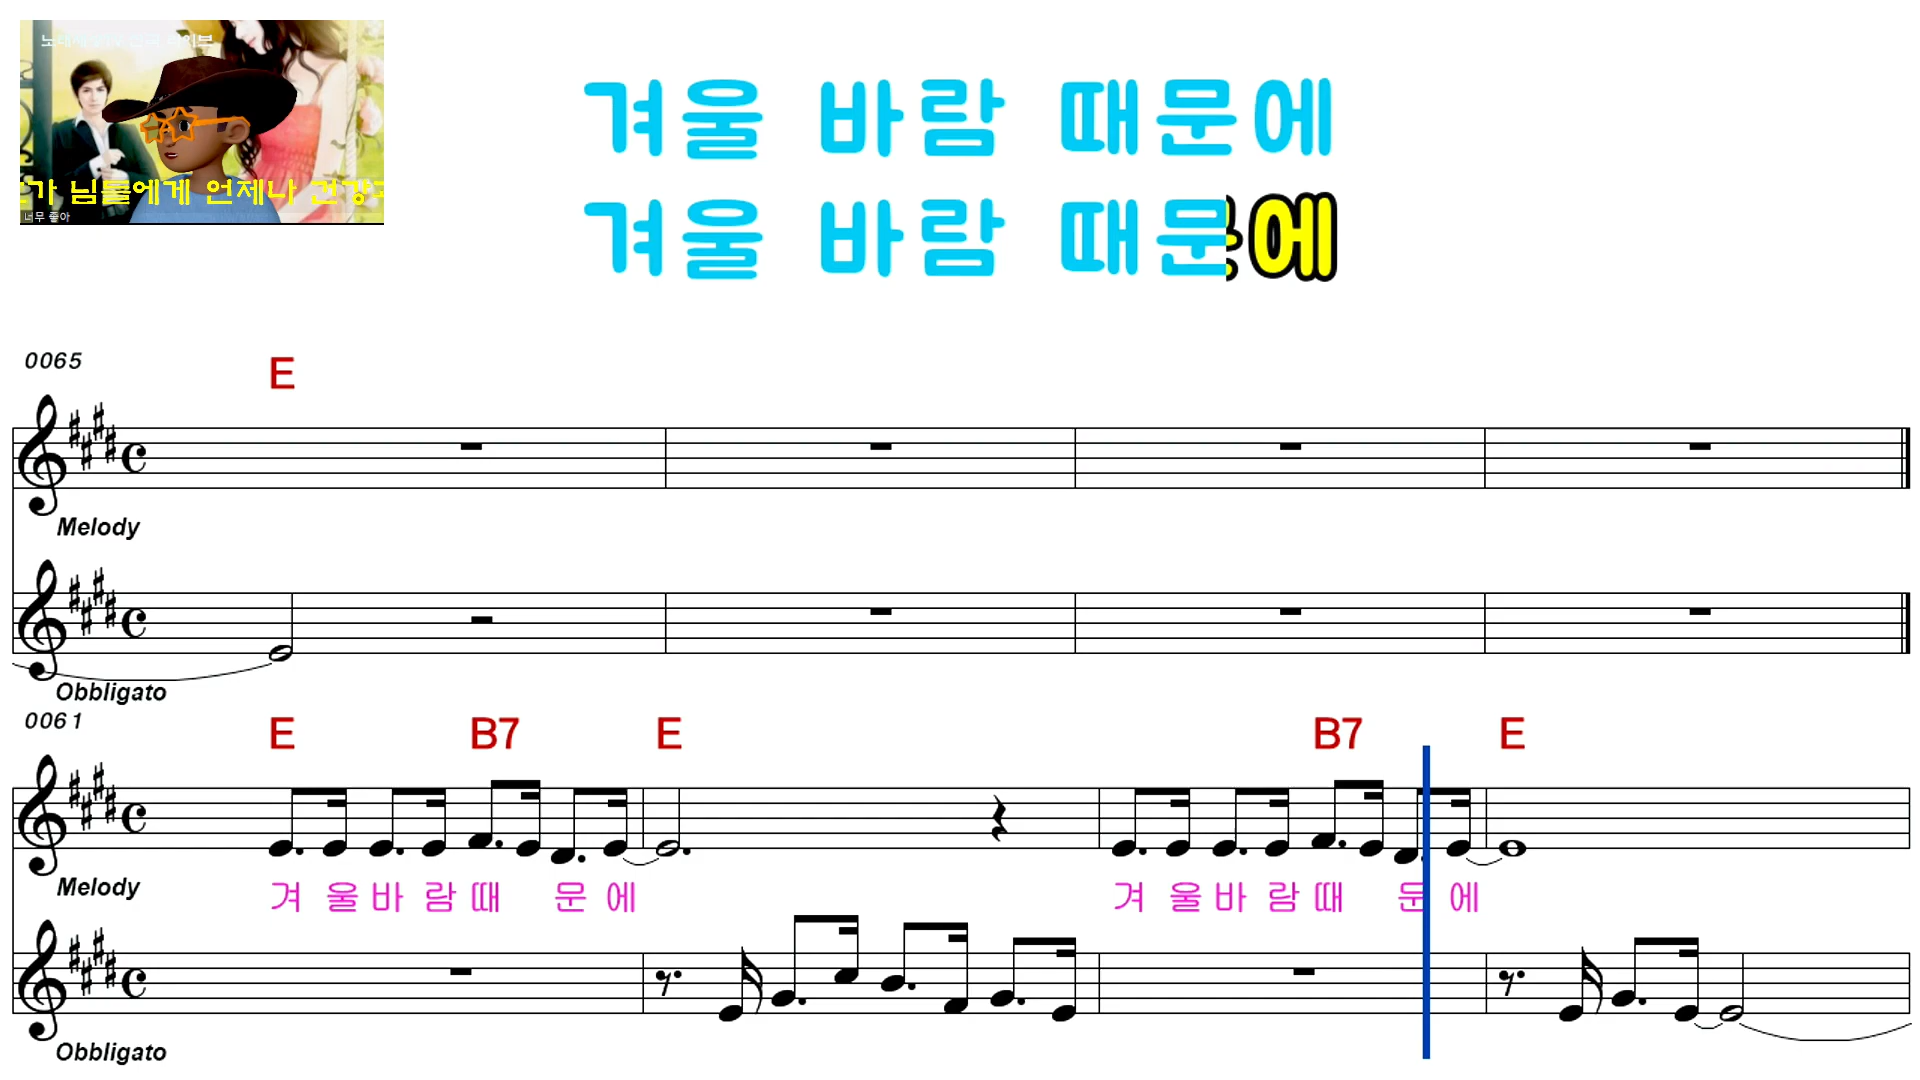 님들에게 언제나
너무 좋아
겨울 바람 때문에
겨울 바람 때문에
0065
E
Melody
Obbligato
0061
E B7 E B7 E
Melody
겨 울 바 람 때 문 에 겨 울 바 람 때 문 에
Obbligato